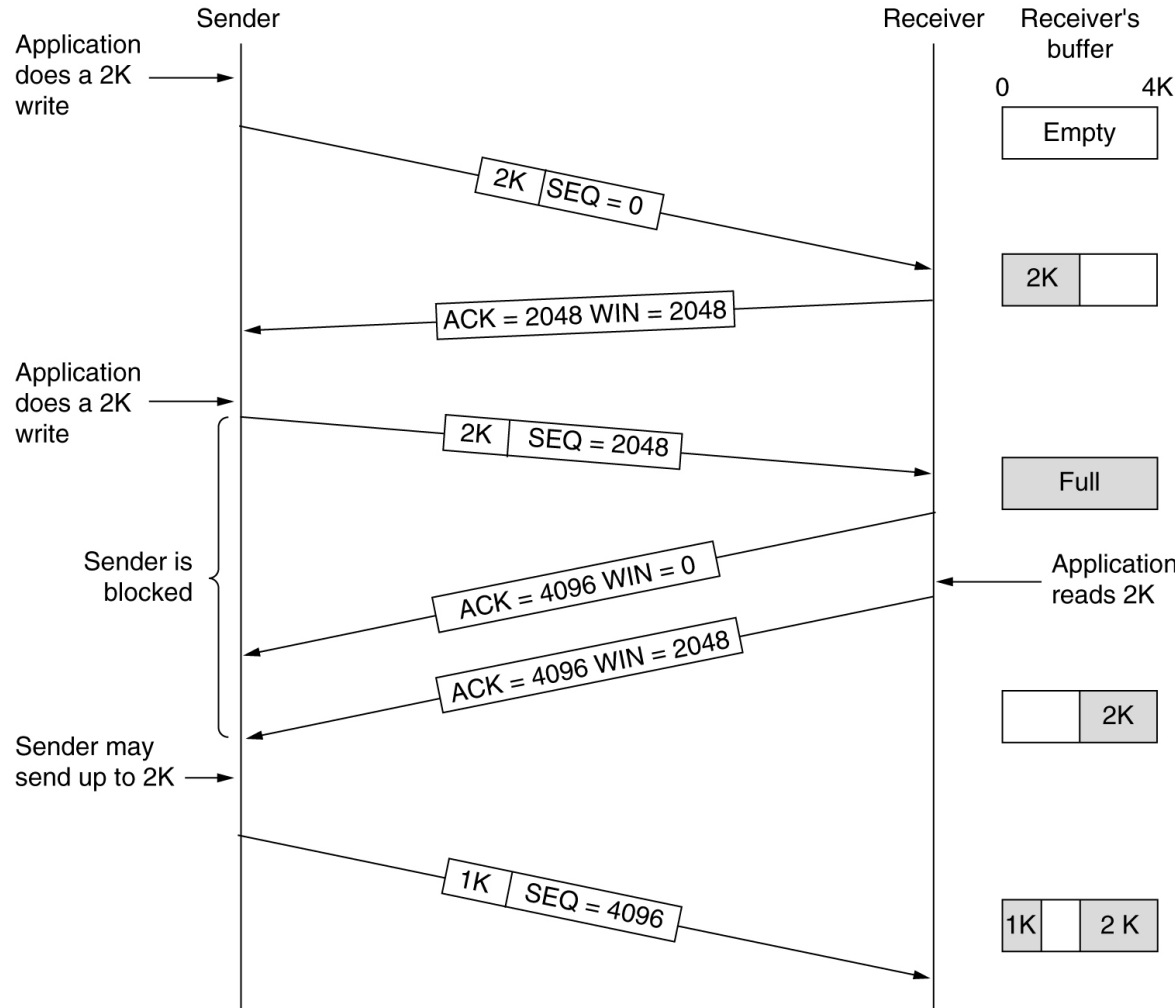 Sender
Receiver
Receiver's
buffer
Application
does a 2K
write
0
4K
Empty
2K
SEQ = 0
2K
ACK = 2048 WIN = 2048
Application
does a 2K
write
2K
SEQ = 2048
Full
Sender is
blocked
ACK = 4096 WIN = 0
Application
reads 2K
ACK = 4096 WIN = 2048
2K
Sender may
send up to 2K
1K
SEQ = 4096
1K
2 K